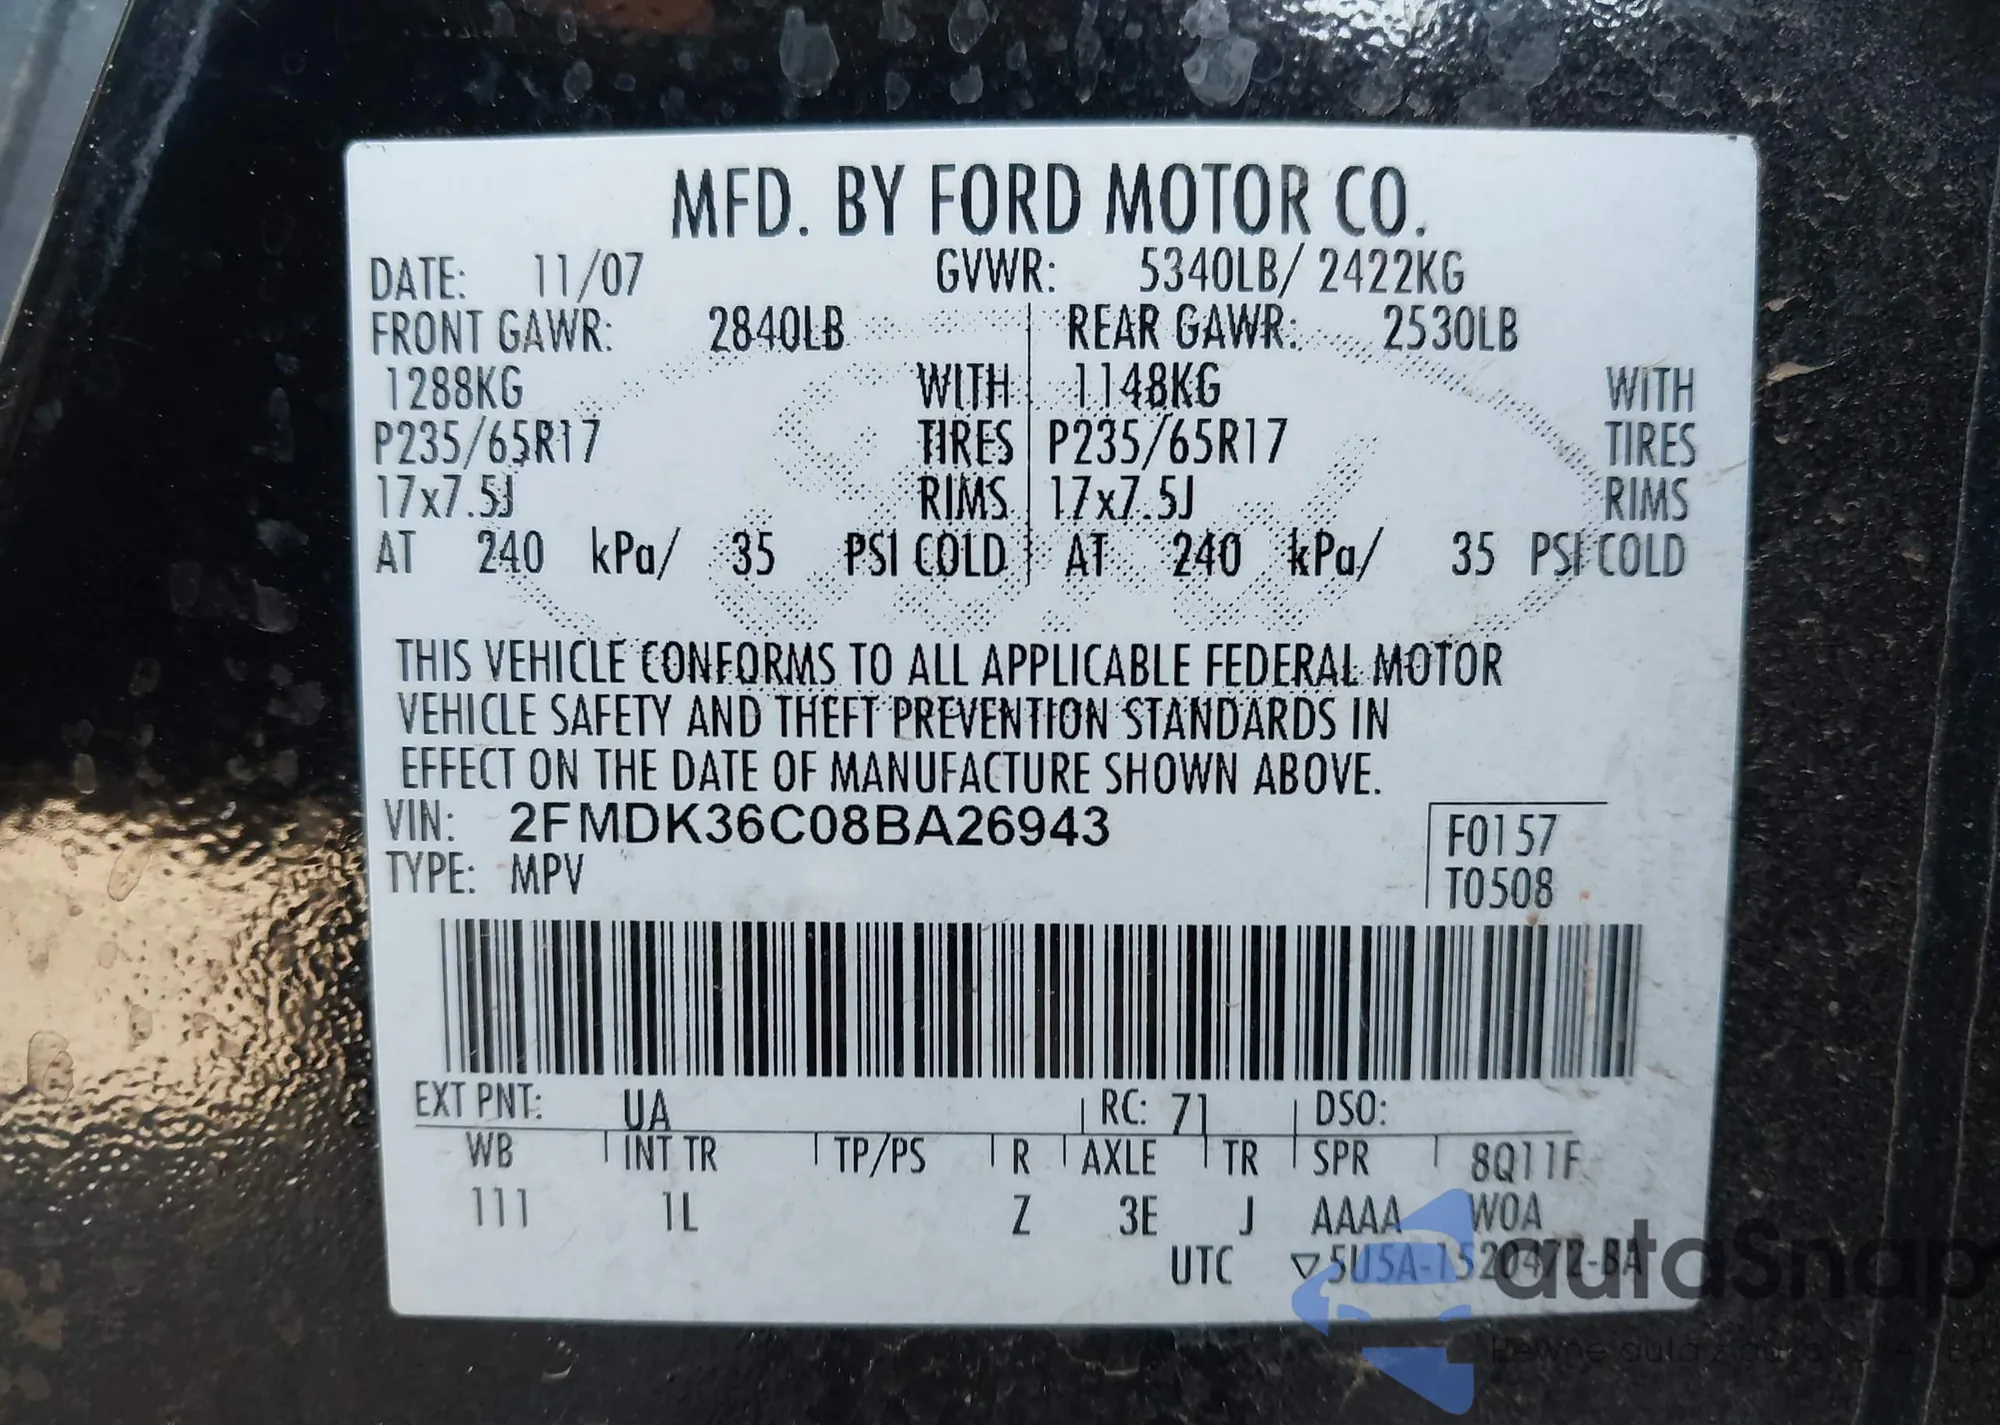 MFD. BY FORD MOTOR CO.
DATE: 11/07 GVWR: 5340LB/ 2422KG
FRONT GAWR: 2840LB REAR GAWR: 2530LB
1288KG WITH 1148KG WITH
P235/65R17 TIRES P235/65R17 TIRES
17x7.5J RIMS 17x7.5J RIMS
AT 240 kPa/ 35 PSI COLD AT 240 kPa/ 35 PSI COLD
THIS VEHICLE CONFORMS TO ALL APPLICABLE FEDERAL MOTOR
VEHICLE SAFETY AND THEFT PREVENTION STANDARDS IN
EFFECT ON THE DATE OF MANUFACTURE SHOWN ABOVE.
VIN: 2FMDK36C08BA26943 F0157
TYPE: MPV T0508
EXT PNT: UA RC: 71 DSO:
WB INT TR TP/PS R AXLE TR SPR 8Q11F
111 1L Z 3E J AAAA WOA
UTC ▽5U5A-1520472-BA
autaSnap